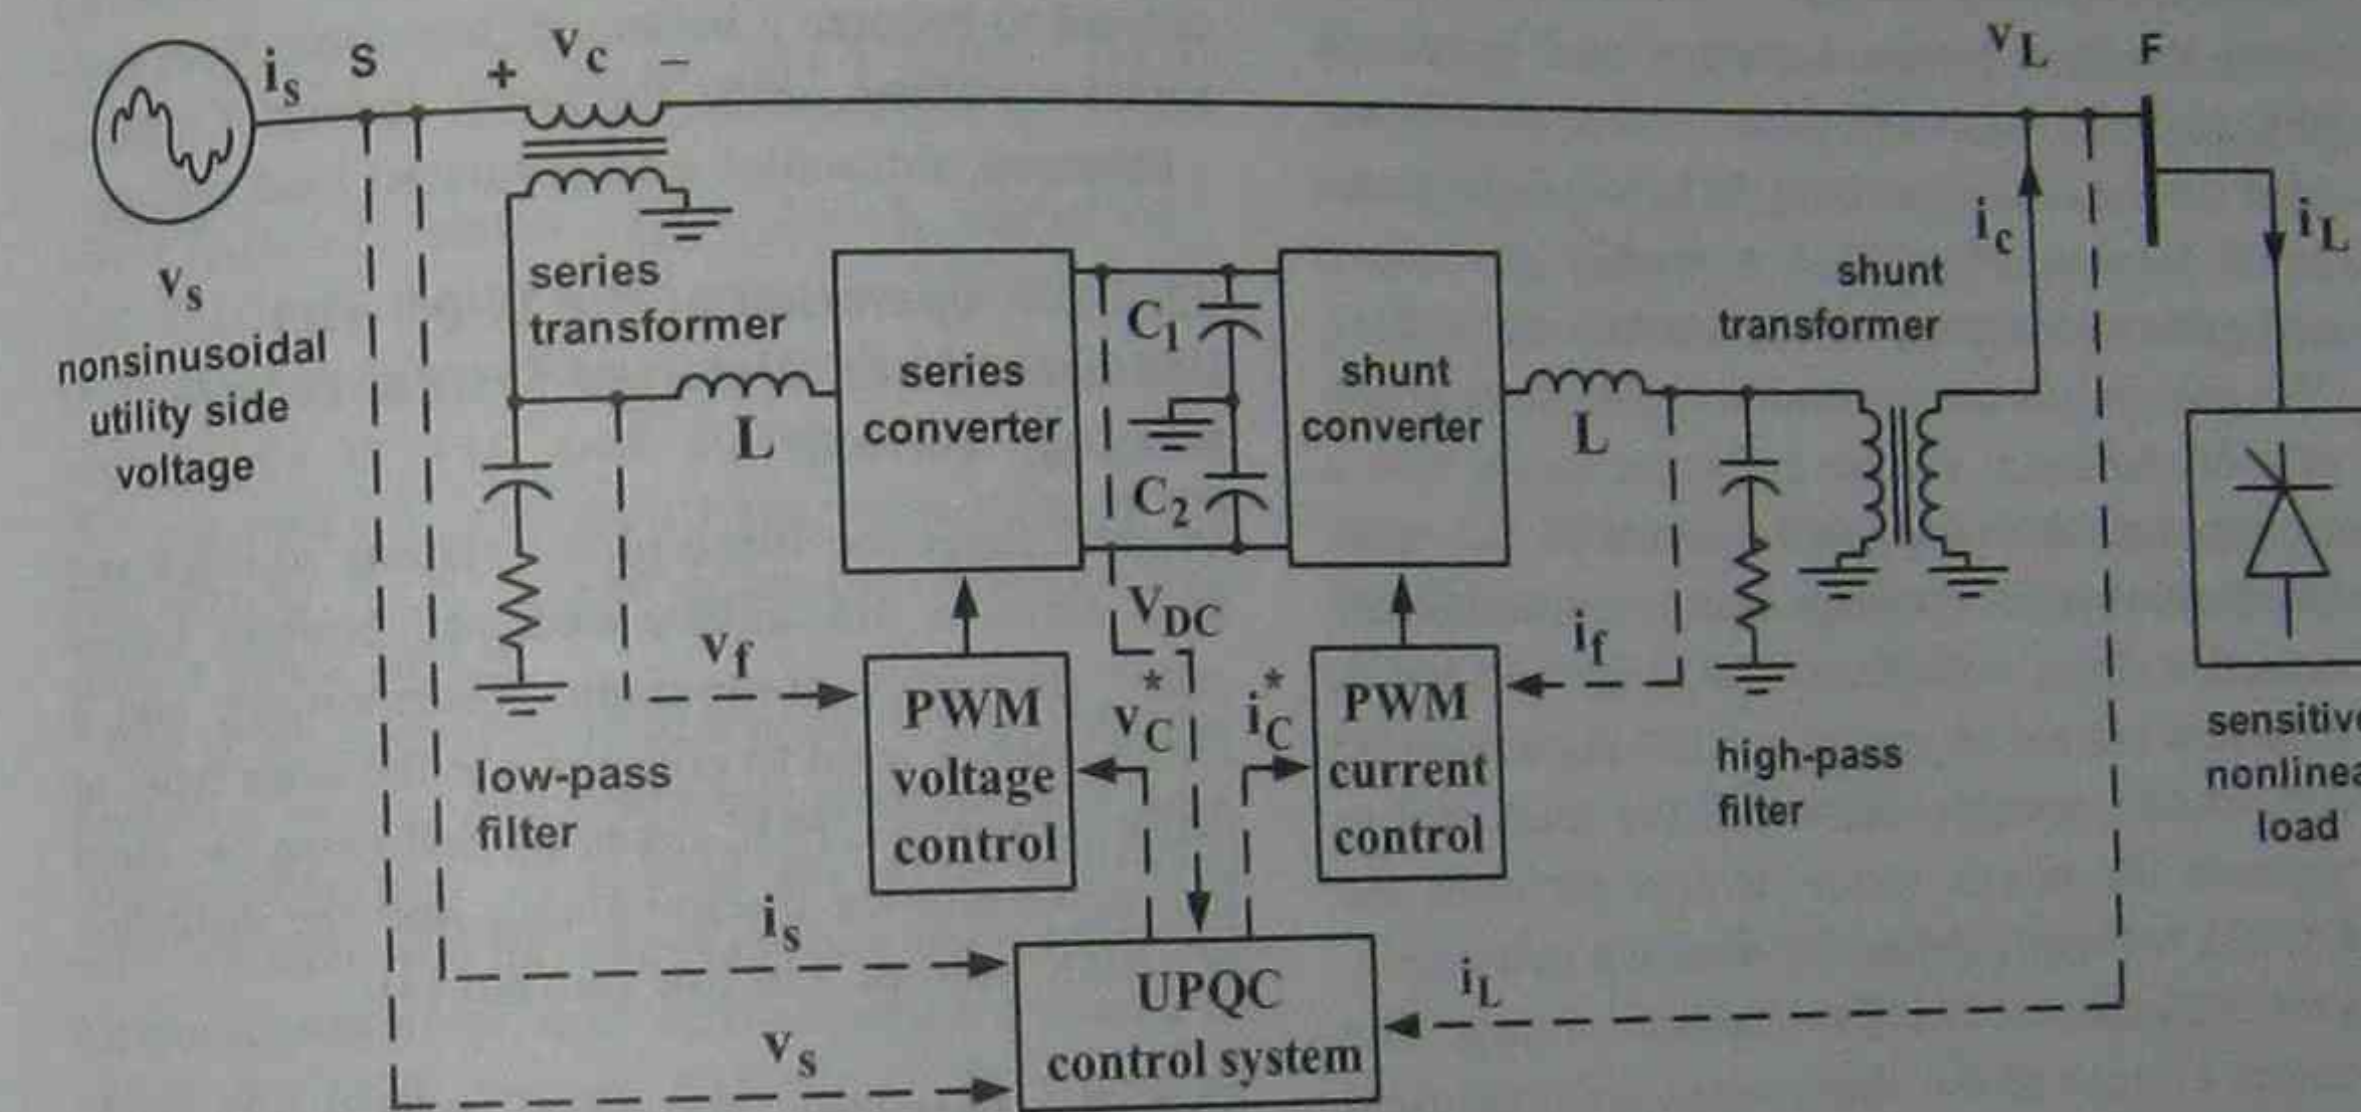 i_s S + v_c − v_L F
v_s
nonsinusoidal
utility side
voltage
series
transformer
L
series
converter
C_1
C_2
shunt
converter
L
shunt
transformer
i_c
i_L
V_DC
v_f
PWM
voltage
control
v_C*
i_C*
PWM
current
control
i_f
low-pass
filter
high-pass
filter
nonlinea
load
i_s
v_s
UPQC
control system
i_L